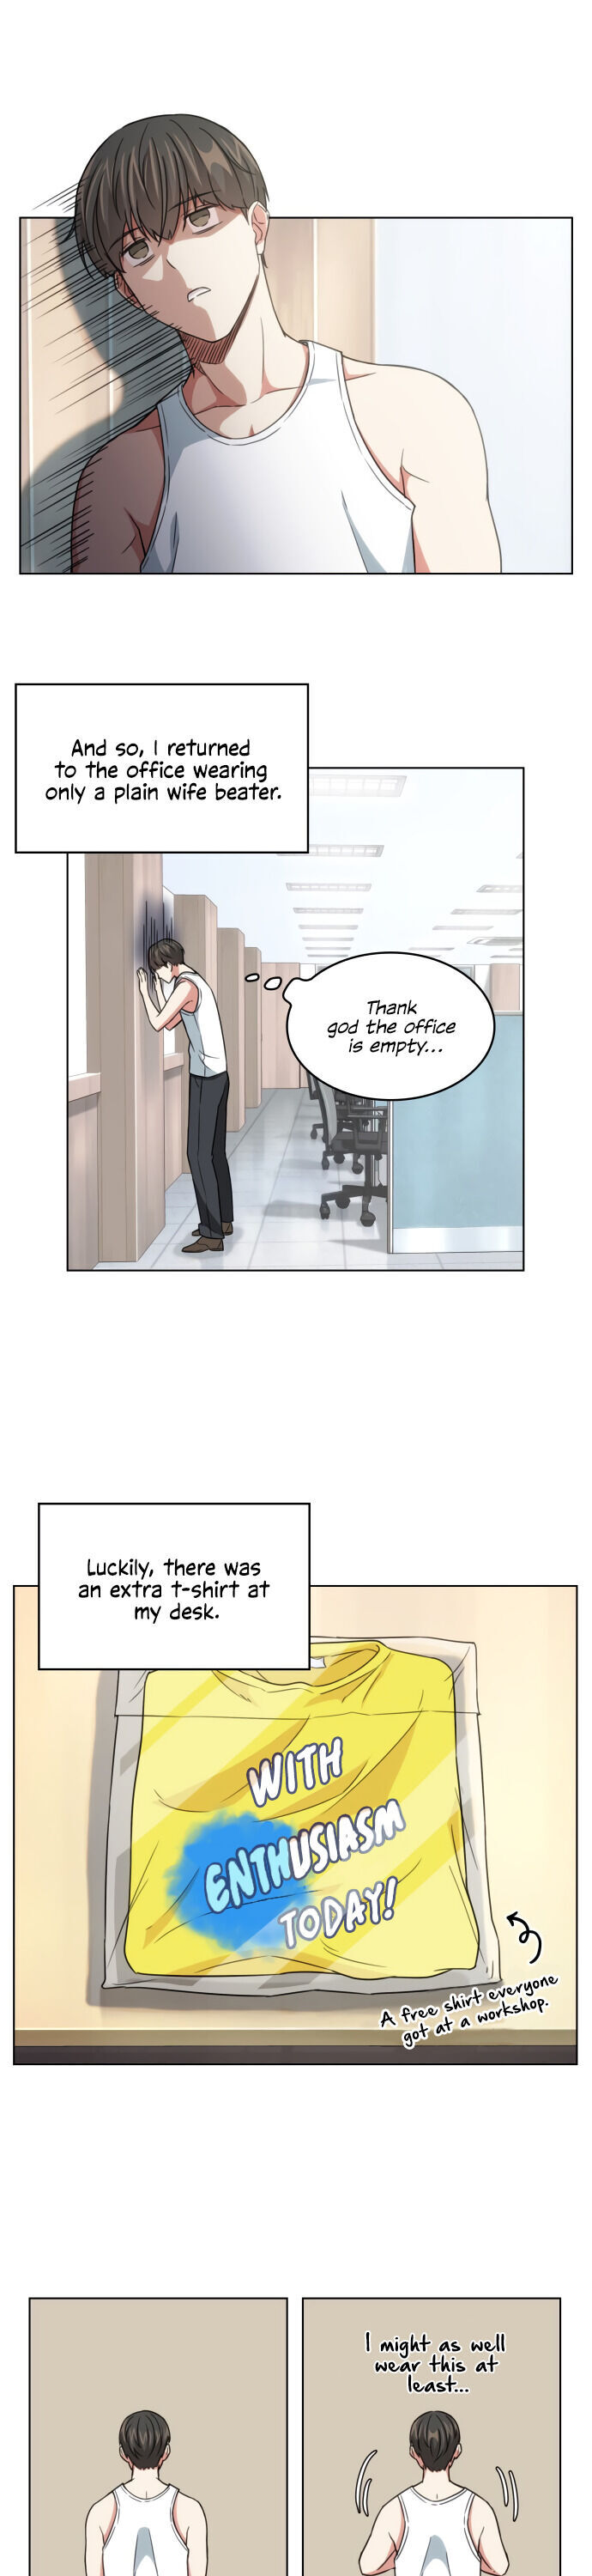 And so, I returned
to the office wearing
only a plain wife beater.
Thank
god the office
is empty...
Luckily, there was
an extra t-shirt at
my desk.
WITH
ENTHUSIASM
TODAY!
A free shirt everyone
got at a workshop.
I might as well
wear this at
least...